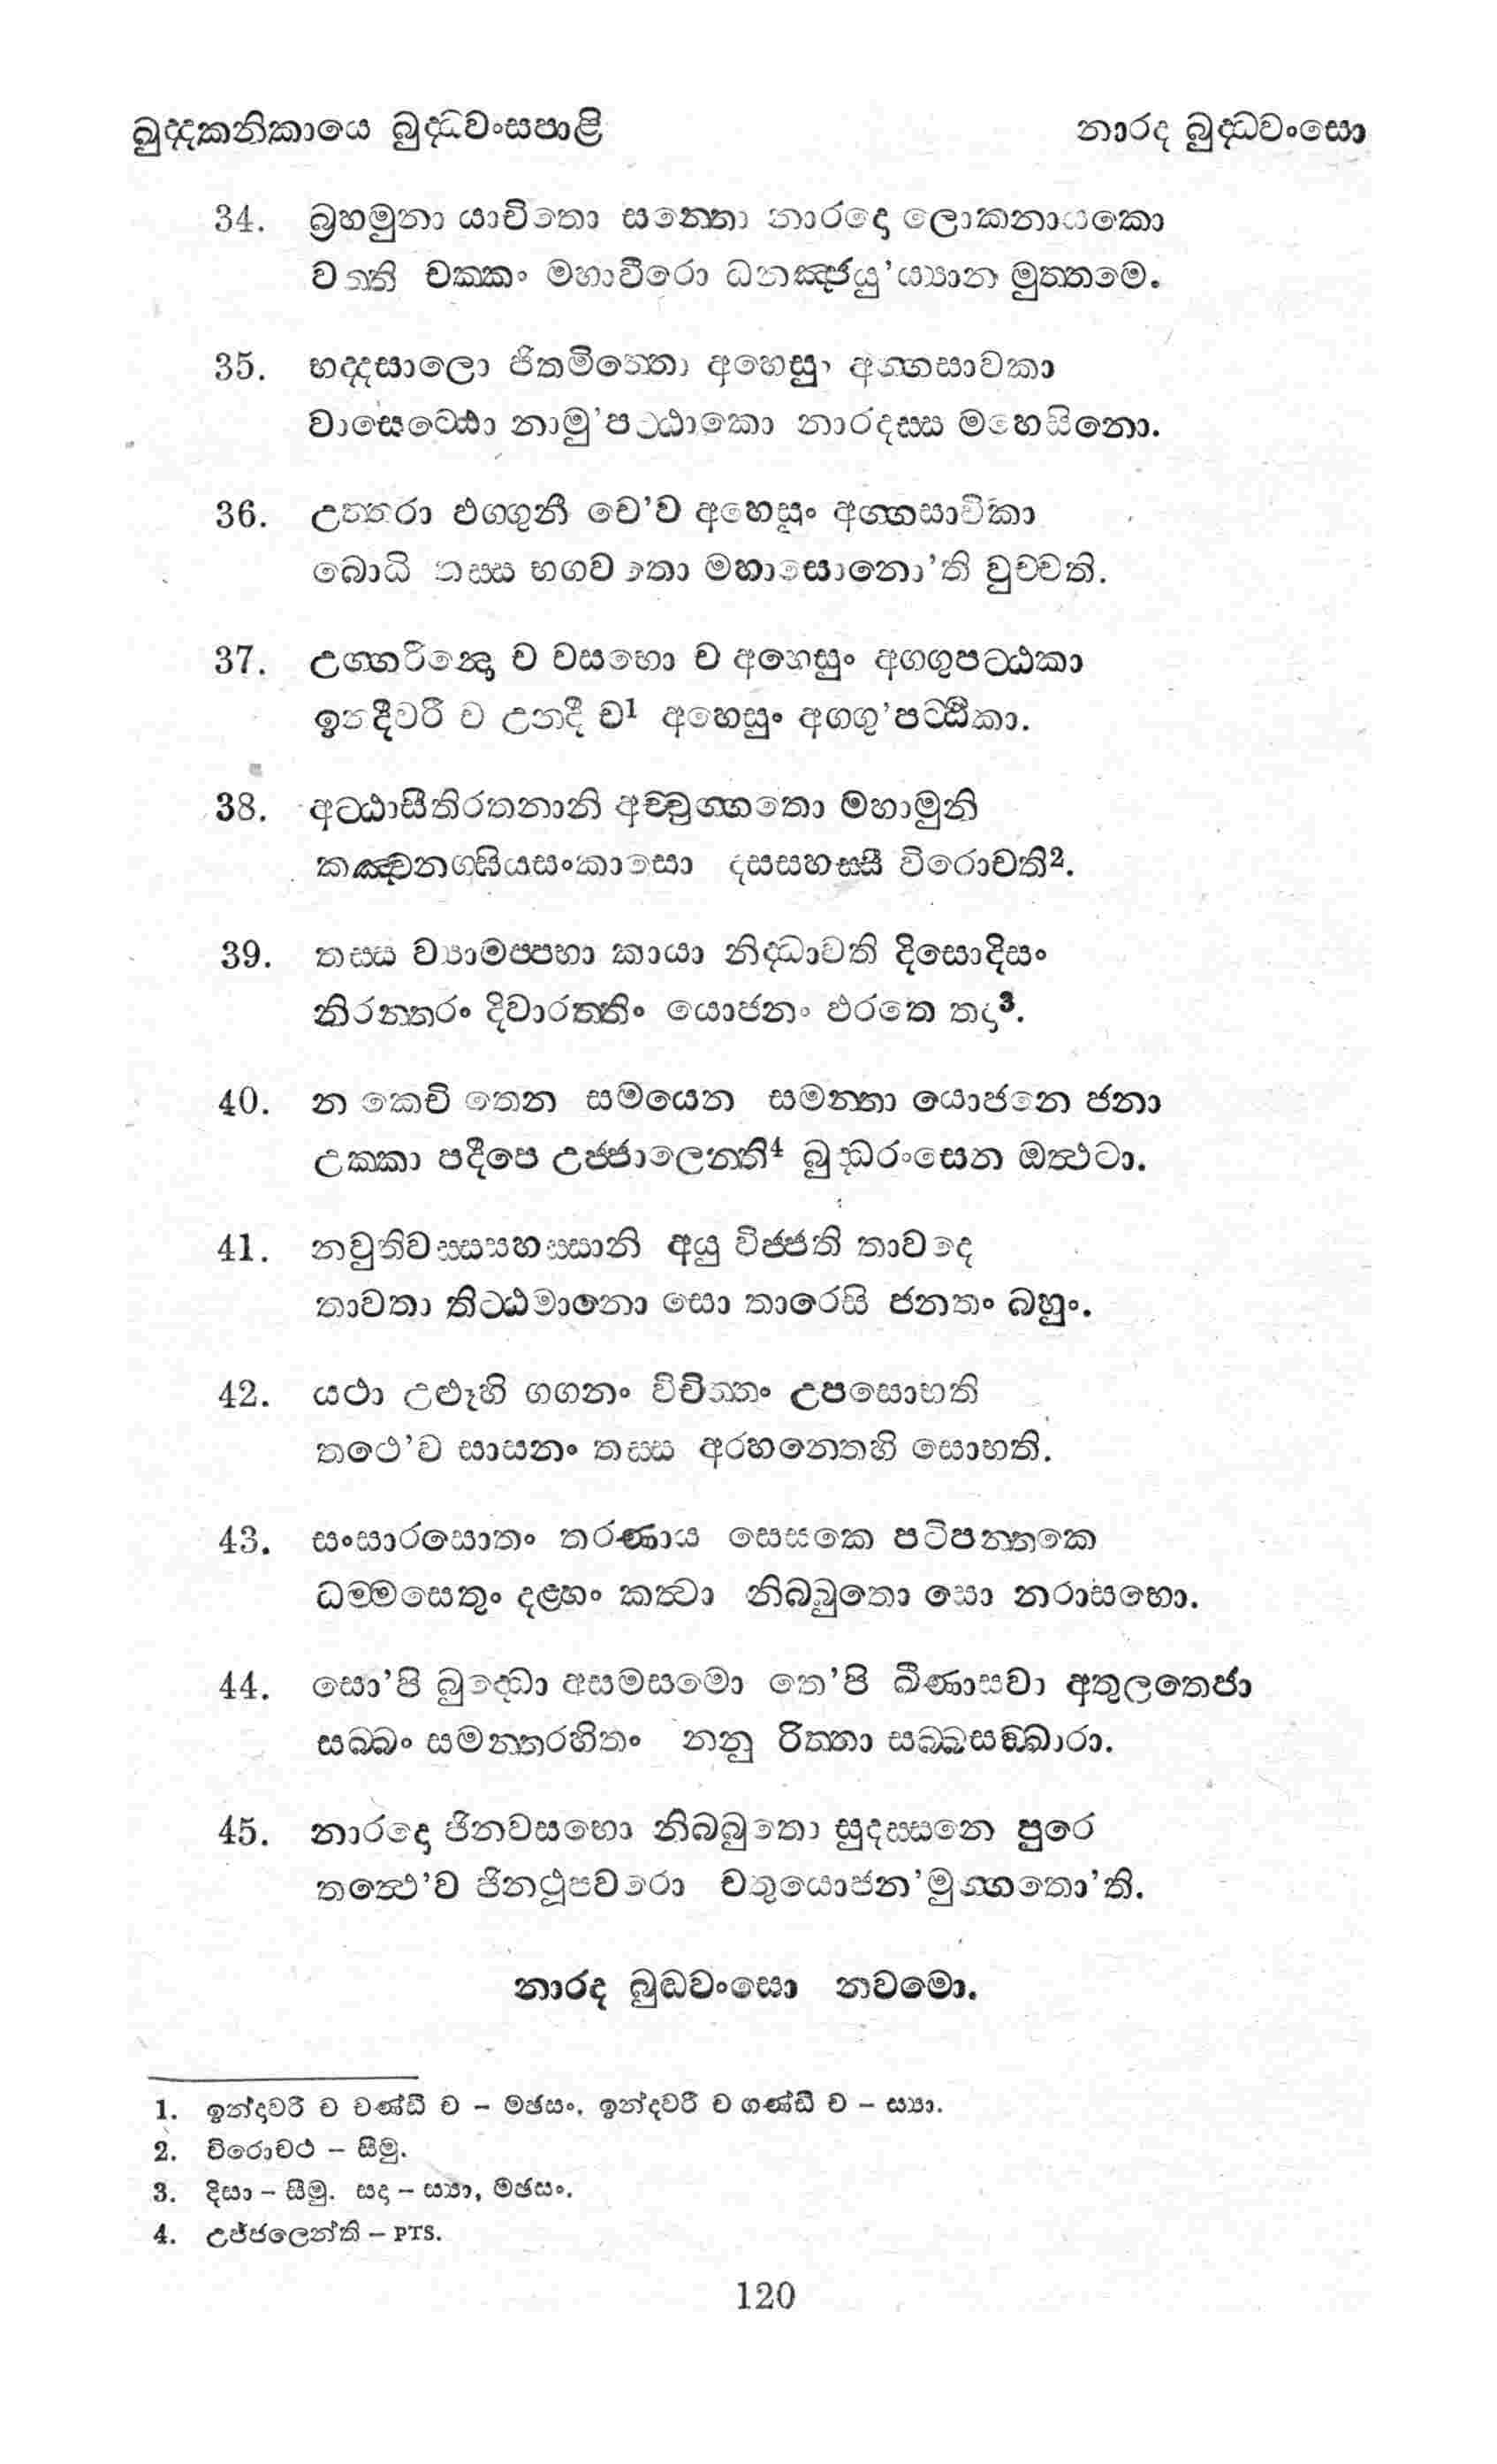 ඛුද්දකනිකායෙ බුද්ධවංසපාළි නාරද බුද්ධවංසො
34. බ්‍රහමුනා යාචිතො සන්තො නාරදො ලොකනායකො
වත්ති චක්කං මහාවීරො ධනඤ්ජයු'ය්‍යාන මුත්තමෙ.
35. භද්දසාලො ජිතමිත්තො අහෙසුං අග්ගසාවකා
වාසෙට්ඨො නාමු'පට්ඨාකො නාරදස්ස මහෙසිනො.
36. උත්තරා ඵග්ගුනී චෙ'ව අහෙසුං අග්ගසාවිකා
බොධි තස්ස භගවතො මහාසොනො'ති වුච්චති.
37. උග්ගරින්දො ච වසභො ච අහෙසුං අග්ගුපට්ඨකා
ඉන්දීවරී ච උනදී ච1 අහෙසුං අග්ගු'පට්ඨිකා.
38. අට්ඨාසීතිරතනානි අච්චුග්ගතො මහාමුනි
කඤ්චනග්ඝියසංකාසො දසසහස්සී විරොචති2.
39. තස්ස ව්‍යාමප්පභා කායා නිද්ධාවති දිසොදිසං
නිරන්තරං දිවාරත්තිං යොජනං ඵරතෙ තදා3.
40. න කෙචි තෙන සමයෙන සමන්තා යොජනෙ ජනා
උක්කා පදීපෙ උජ්ජාලෙන්ති4 බුද්ධරංසෙන ඔත්ථටා.
41. නවුතිවස්සසහස්සානි අයු විජ්ජති තාවදෙ
තාවතා තිට්ඨමානො සො තාරෙසි ජනතං බහුං.
42. යථා උළූහි ගගනං විචිත්තං උපසොභති
තථෙ'ව සාසනං තස්ස අරහන්තෙහි සොභති.
43. සංසාරසොතං තරණාය සෙසකෙ පටිපන්නකෙ
ධම්මසෙතුං දළ්හං කත්වා නිබ්බුතො සො නරාසභො.
44. සො'පි බුද්ධො අසමසමො තෙ'පි ඛීණාසවා අතුලතෙජා
සබ්බං සමන්තරහිතං නනු රිත්තා සබ්බසඞ්ඛාරා.
45. නාරදො ජිනවසභො නිබ්බුතො සුදස්සනෙ පුරෙ
තත්ථෙ'ව ජිනථූපවරො චතුයොජන'මුග්ගතො'ති.
නාරද බුද්ධවංසො නවමො.
1. ඉන්දාවරී ච චණ්ඩී ච – මජසං. ඉන්දවරී ච ගණ්ඩී ච – ස්‍යා.
2. විරොචථ – සීමු.
3. දිසා – සීමු. සදා – ස්‍යා, මජසං.
4. උජ්ජලෙන්ති – PTS.
120